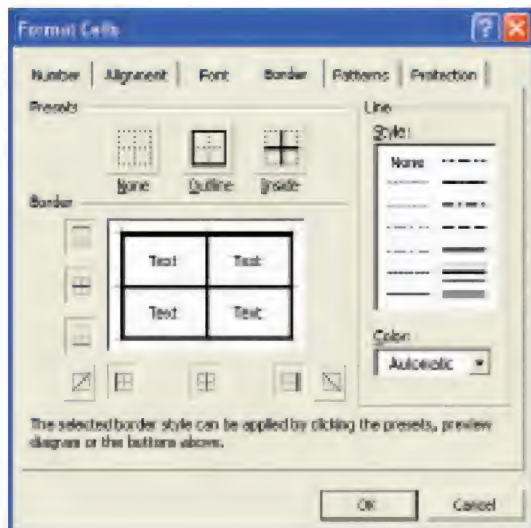 Format Cells
Number Alignment Font Border Patterns Protection
Presets
Line
Style:
None
None Outline Inside
Border
Text Text
Text Text
Color:
Automatic
The selected border style can be applied by clicking the presets, preview
diagram or the buttons above.
OK Cancel